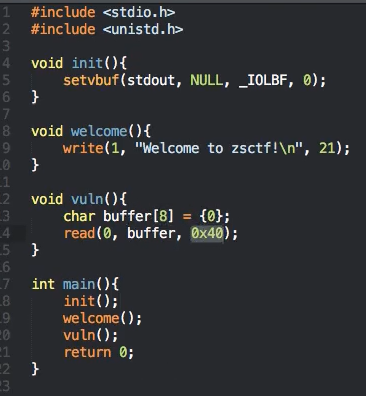 1 #include <stdio.h>
2 #include <unistd.h>
3
4 void init(){
5     setvbuf(stdout, NULL, _IOLBF, 0);
6 }
7
8 void welcome(){
9     write(1, "Welcome to zsctf!\n", 21);
10 }
11
12 void vuln(){
13     char buffer[8] = {0};
14     read(0, buffer, 0x40);
15 }
16
17 int main(){
18     init();
19     welcome();
20     vuln();
21     return 0;
22 }
23